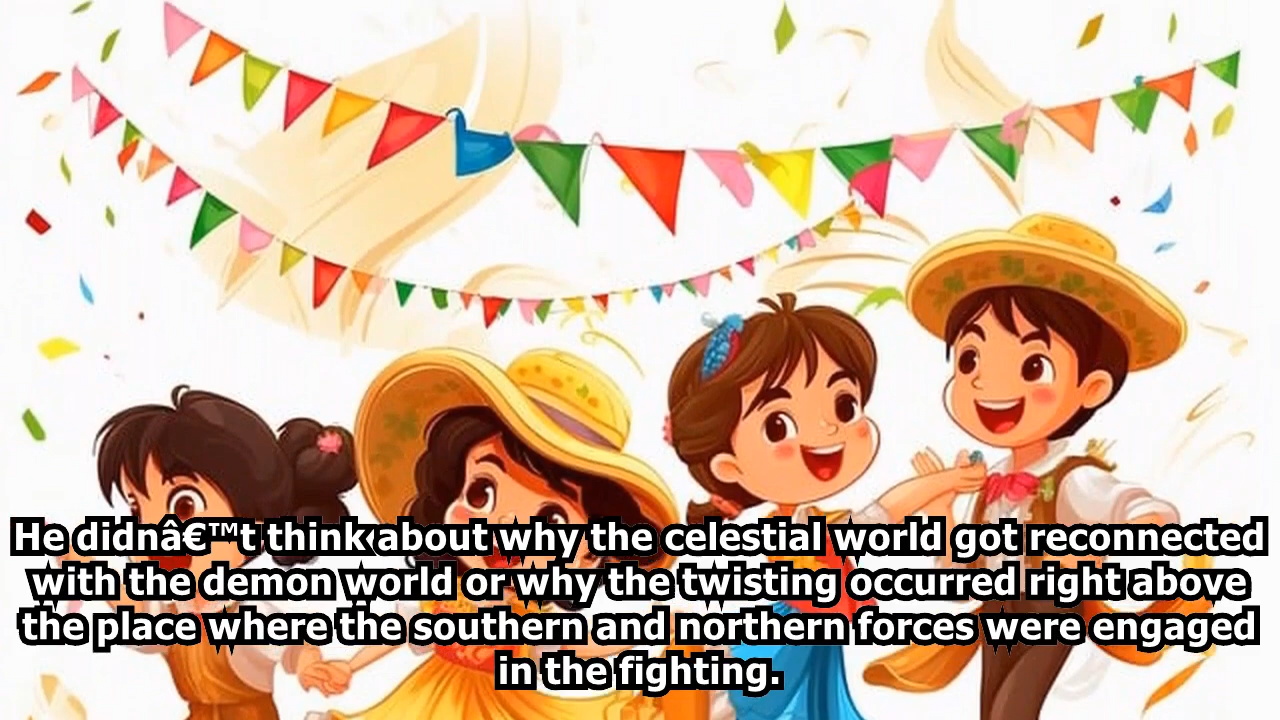 He didnâ€™t think about why the celestial world got reconnected
with the demon world or why the twisting occurred right above
the place where the southern and northern forces were engaged
in the fighting.